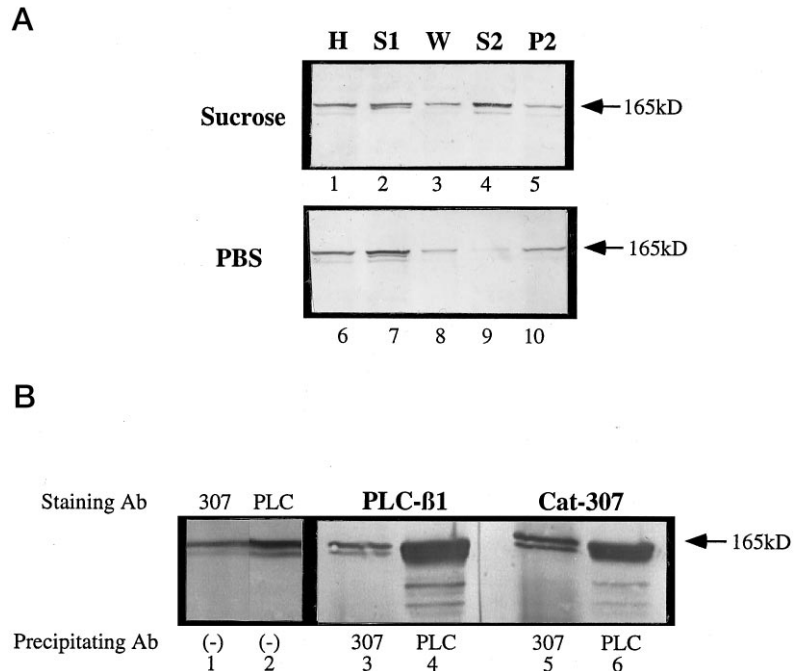 A
H S1 W S2 P2
Sucrose
165kD
1 2 3 4 5
PBS
165kD
6 7 8 9 10
B
Staining Ab 307 PLC PLC-ß1 Cat-307
165kD
Precipitating Ab (-) (-) 307 PLC 307 PLC
1 2 3 4 5 6